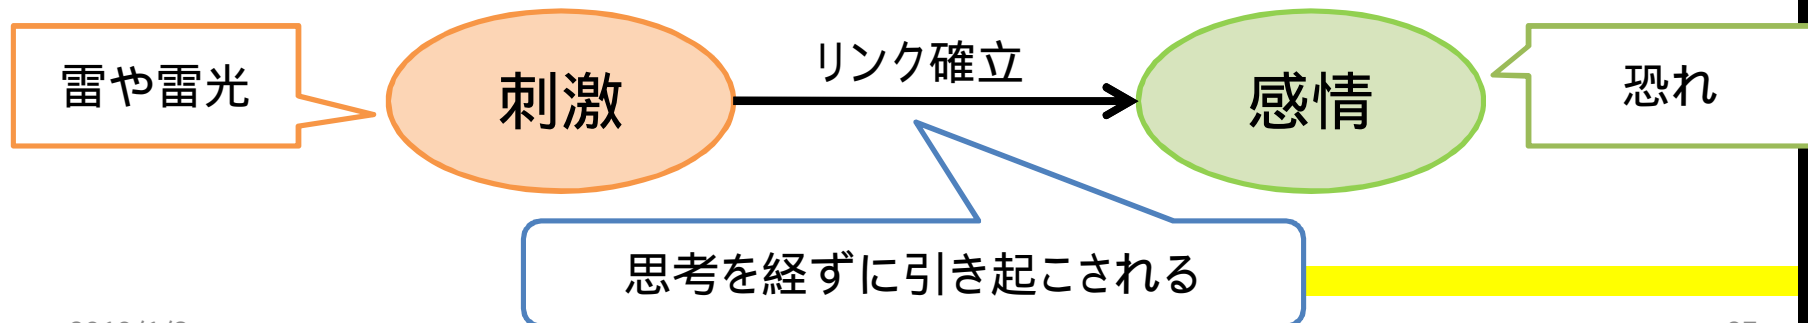 雷や雷光
刺激
リンク確立
感情
恐れ
思考を経ずに引き起こされる